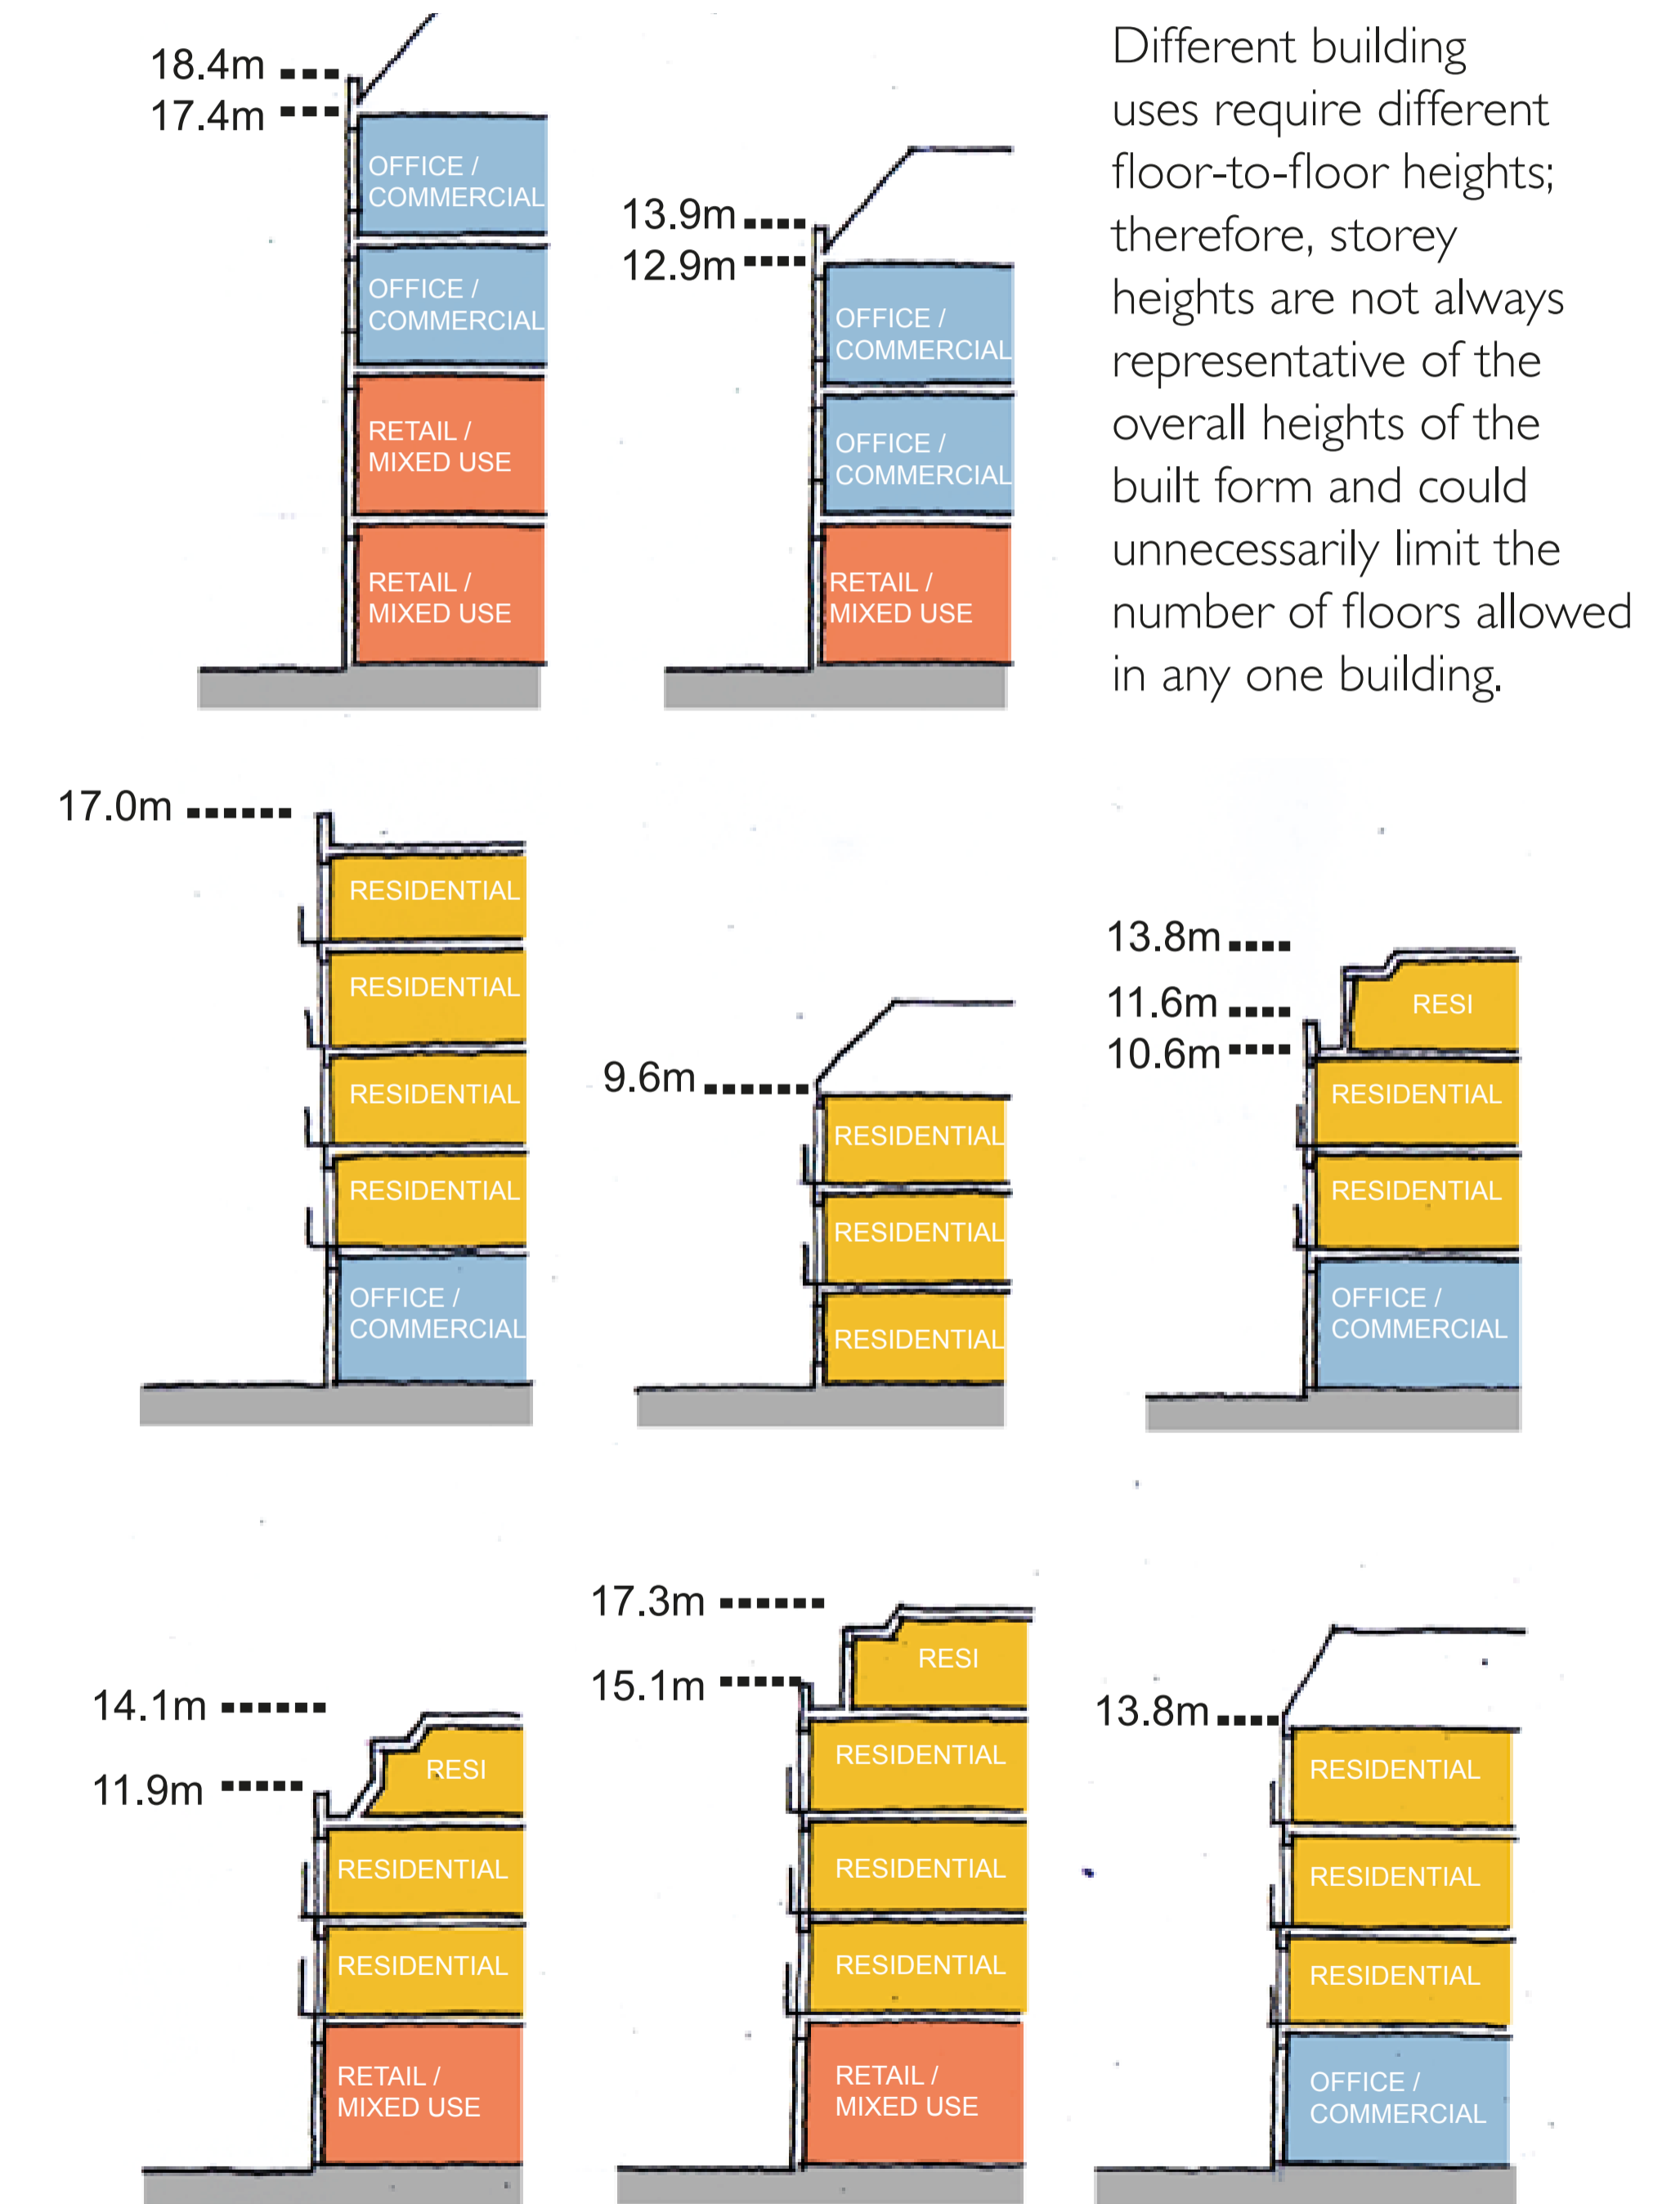 18.4m
17.4m
OFFICE /
COMMERCIAL
OFFICE /
COMMERCIAL
RETAIL /
MIXED USE
RETAIL /
MIXED USE
13.9m
12.9m
OFFICE /
COMMERCIAL
OFFICE /
COMMERCIAL
RETAIL /
MIXED USE
Different building
uses require different
floor-to-floor heights;
therefore, storey
heights are not always
representative of the
overall heights of the
built form and could
unnecessarily limit the
number of floors allowed
in any one building.
17.0m
RESIDENTIAL
RESIDENTIAL
RESIDENTIAL
RESIDENTIAL
OFFICE /
COMMERCIAL
9.6m
RESIDENTIAL
RESIDENTIAL
RESIDENTIAL
13.8m
11.6m
10.6m
RESI
RESIDENTIAL
RESIDENTIAL
OFFICE /
COMMERCIAL
14.1m
11.9m
RESI
RESIDENTIAL
RESIDENTIAL
RETAIL /
MIXED USE
17.3m
15.1m
RESI
RESIDENTIAL
RESIDENTIAL
RESIDENTIAL
RETAIL /
MIXED USE
13.8m
RESIDENTIAL
RESIDENTIAL
RESIDENTIAL
OFFICE /
COMMERCIAL